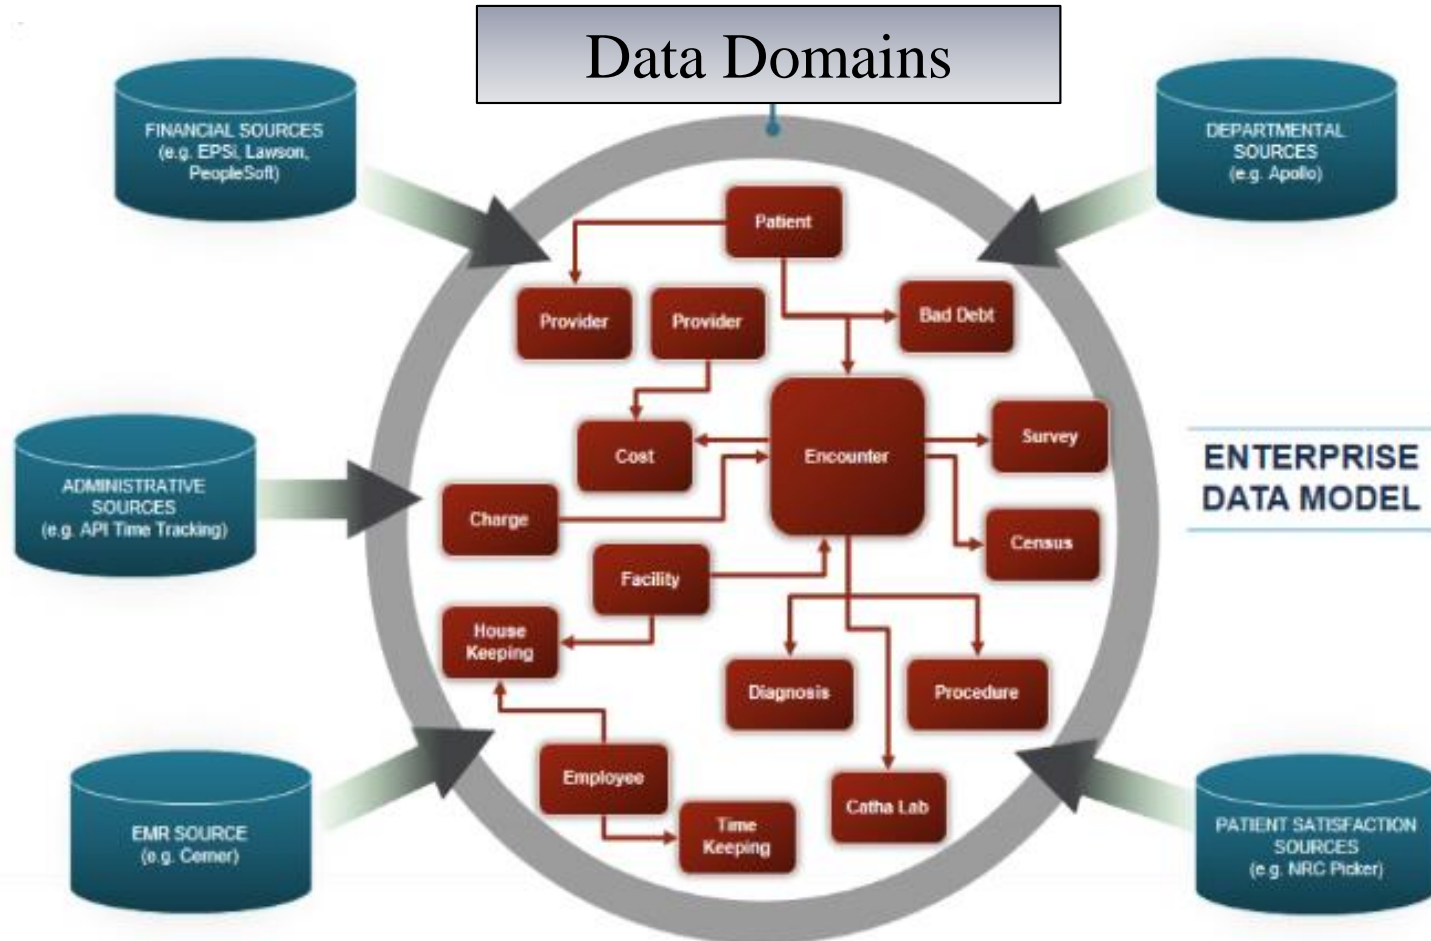 Data Domains
FINANCIAL SOURCES
(e.g. EPSi, Lawson,
PeopleSoft)
DEPARTMENTAL
SOURCES
(e.g. Apollo)
Patient
Provider
Provider
Bad Debt
Cost
Encounter
Survey
ENTERPRISE
DATA MODEL
ADMINISTRATIVE
SOURCES
(e.g. API Time Tracking)
Charge
Census
Facility
House
Keeping
Diagnosis
Procedure
Employee
Catha Lab
Time
Keeping
EMR SOURCE
(e.g. Cerner)
PATIENT SATISFACTION
SOURCES
(e.g. NRC Picker)